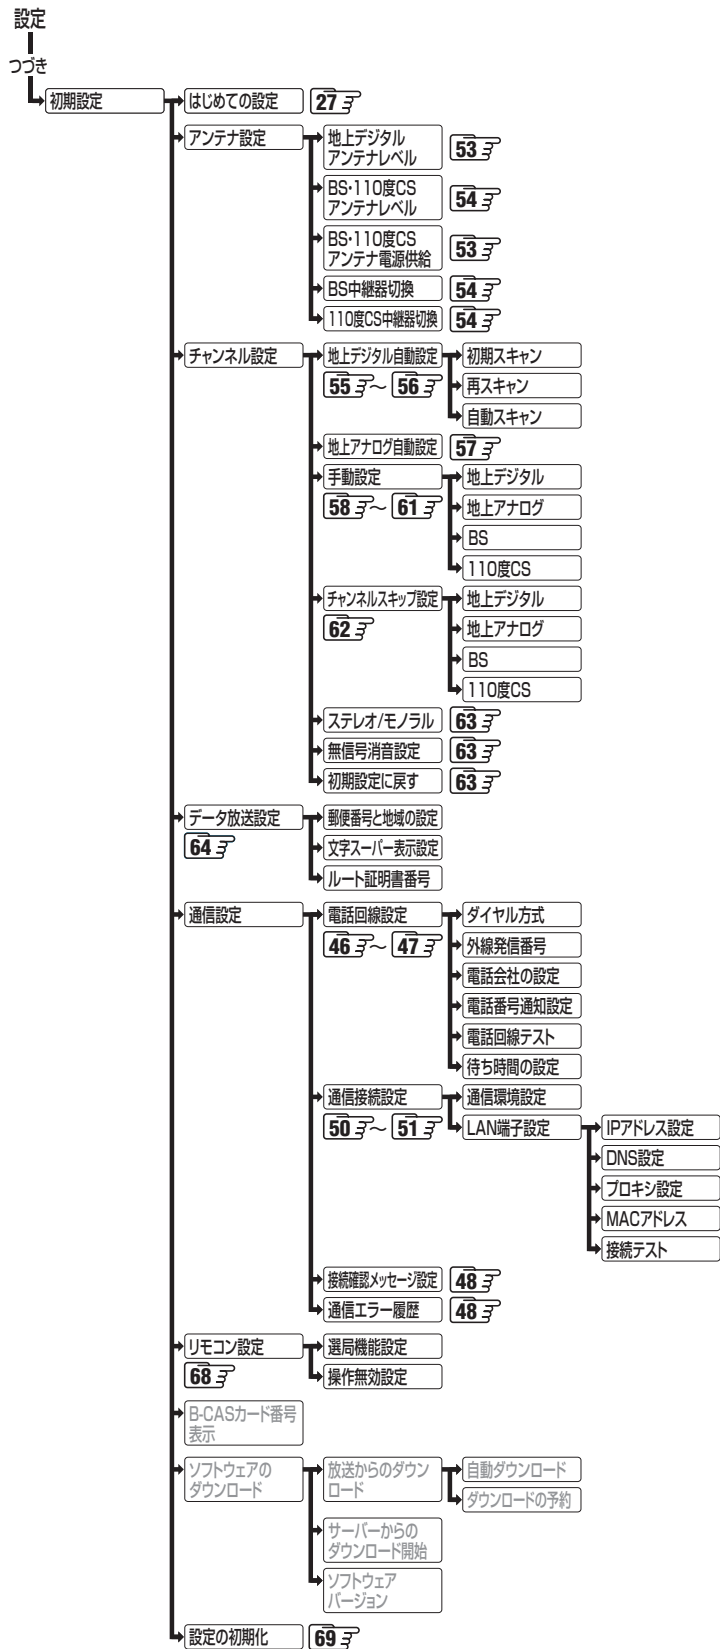 設定
つづき
初期設定
はじめての設定 27
アンテナ設定
地上デジタル
アンテナレベル 53
BS・110度CS
アンテナレベル 54
BS・110度CS
アンテナ電源供給 53
BS中継器切換 54
110度CS中継器切換 54
チャンネル設定
地上デジタル自動設定
55 ～ 56
初期スキャン
再スキャン
自動スキャン
地上アナログ自動設定 57
手動設定
58 ～ 61
地上デジタル
地上アナログ
BS
110度CS
チャンネルスキップ設定
62
地上デジタル
地上アナログ
BS
110度CS
ステレオ/モノラル 63
無信号消音設定 63
初期設定に戻す 63
データ放送設定
64
郵便番号と地域の設定
文字スーパー表示設定
ルート証明書番号
通信設定
電話回線設定
46 ～ 47
ダイヤル方式
外線発信番号
電話会社の設定
電話番号通知設定
電話回線テスト
待ち時間の設定
通信接続設定
50 ～ 51
通信環境設定
LAN端子設定
IPアドレス設定
DNS設定
プロキシ設定
MACアドレス
接続テスト
接続確認メッセージ設定 48
通信エラー履歴 48
リモコン設定
68
選局機能設定
操作無効設定
B-CASカード番号
表示
ソフトウェアの
ダウンロード
放送からのダウン
ロード
自動ダウンロード
ダウンロードの予約
サーバーからの
ダウンロード開始
ソフトウェア
バージョン
設定の初期化 69